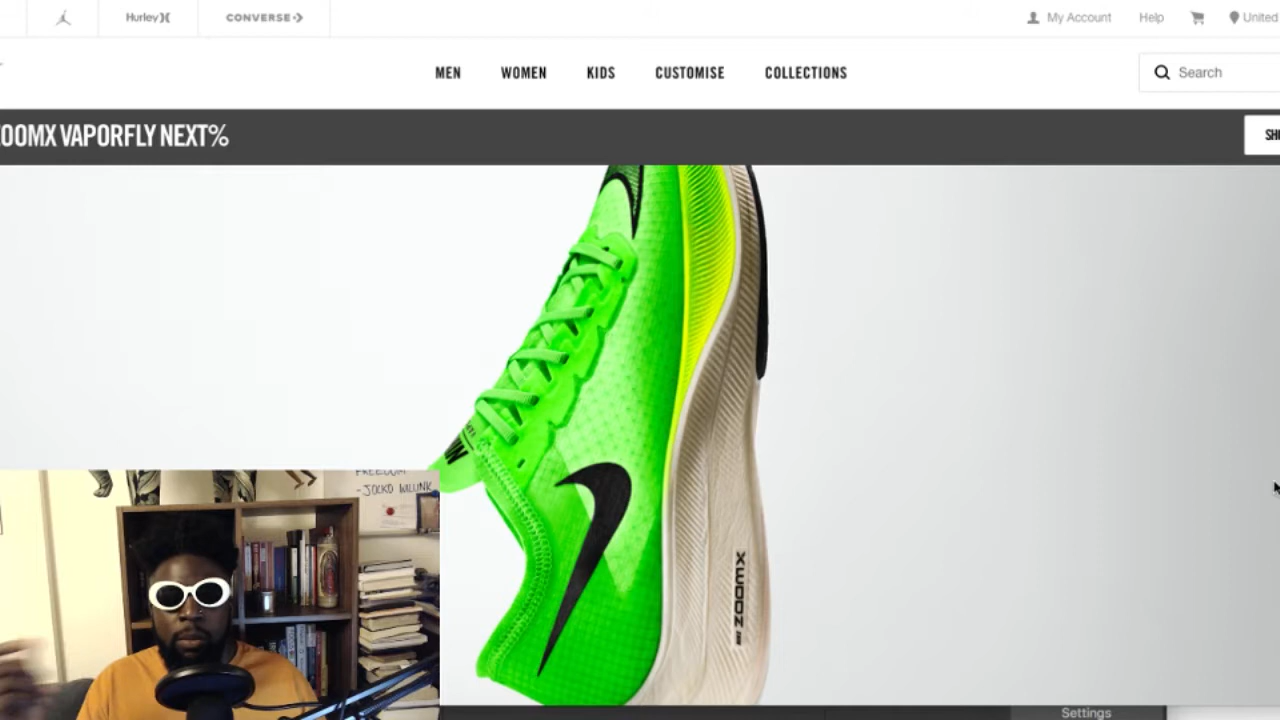 Hurley
CONVERSE
My Account
Help
United
MEN
WOMEN
KIDS
CUSTOMISE
COLLECTIONS
Search
OOMX VAPORFLY NEXT%
SH
FREEDOM
-JOCKO WILLINK
ZOOMX
Settings